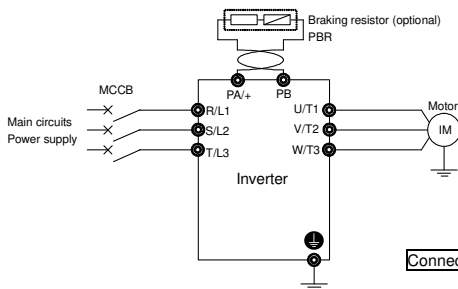 Braking resistor (optional)
PBR
MCCB
PA/+
PB
Main circuits
Power supply
R/L1
S/L2
T/L3
U/T1
V/T2
W/T3
Motor
IM
Inverter